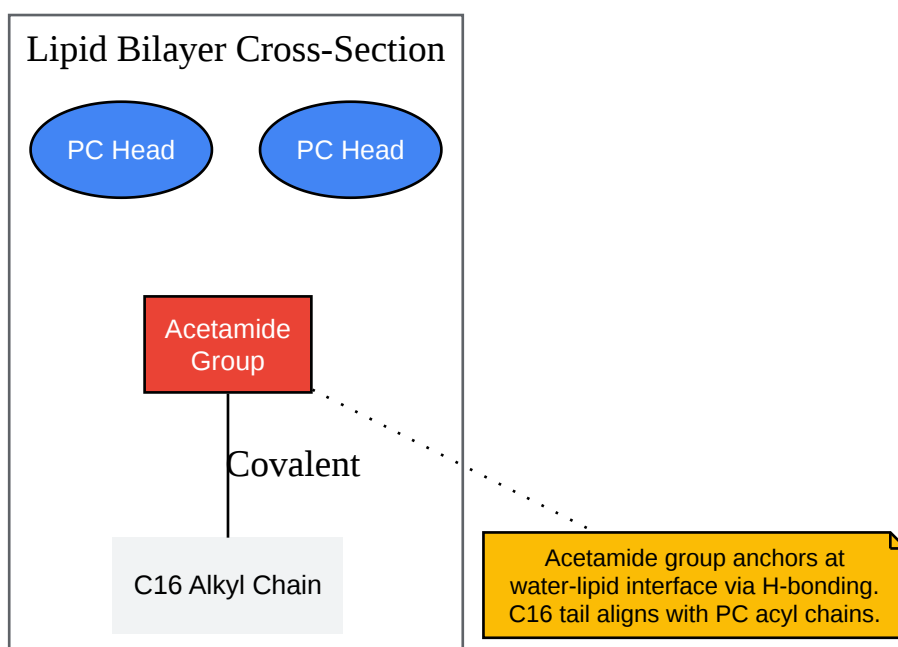 Lipid Bilayer Cross-Section
PC Head
PC Head
Acetamide
Group
Covalent
C16 Alkyl Chain
Acetamide group anchors at
water-lipid interface via H-bonding.
C16 tail aligns with PC acyl chains.